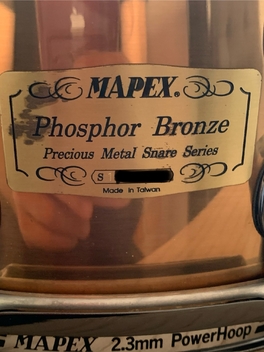 MAPEX®
Phosphor Bronze
Precious Metal Snare Series
S
Made in Taiwan
MAPEX 2.3mm PowerHoop